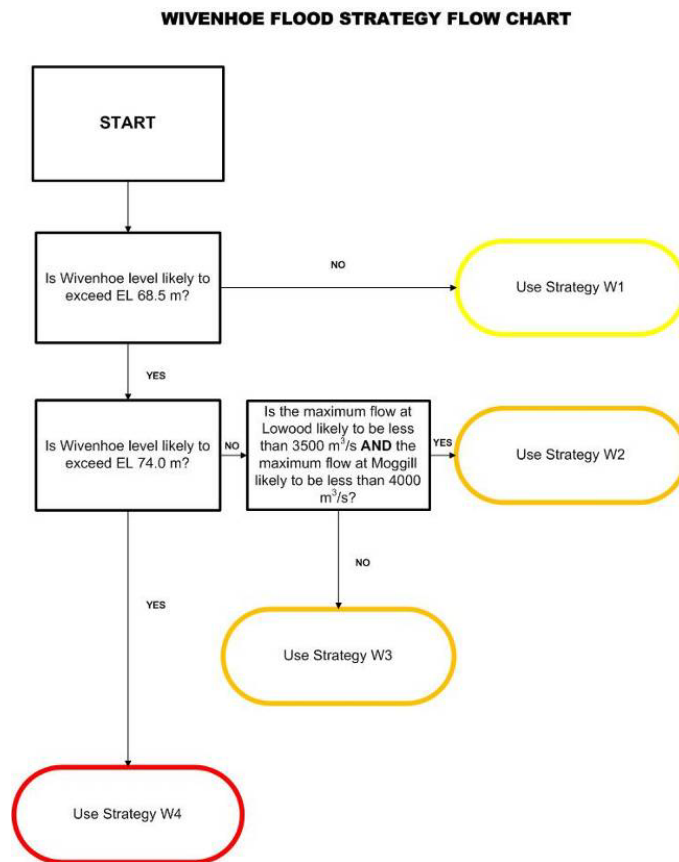 WIVENHOE FLOOD STRATEGY FLOW CHART
START
Is Wivenhoe level likely to
exceed EL 68.5 m?
NO
Use Strategy W1
YES
Is Wivenhoe level likely to
exceed EL 74.0 m?
NO
Is the maximum flow at
Lowood likely to be less
than 3500 m³/s AND the
maximum flow at Moggill
likely to be less than 4000
m³/s?
YES
Use Strategy W2
NO
Use Strategy W3
YES
Use Strategy W4